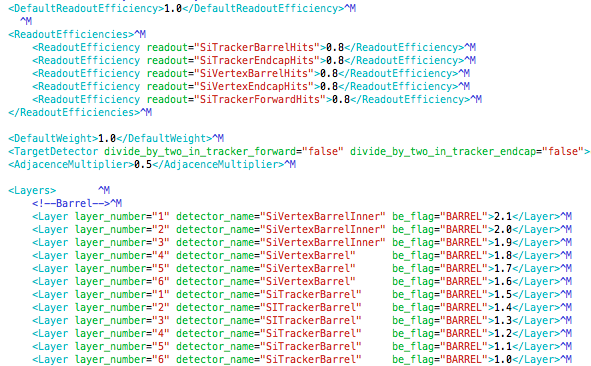 <DefaultReadoutEfficiency>1.0</DefaultReadoutEfficiency>^M
^M
<ReadoutEfficiencies>^M
<ReadoutEfficiency readout="SiTrackerBarrelHits">0.8</ReadoutEfficiency>^M
<ReadoutEfficiency readout="SiTrackerEndcapHits">0.8</ReadoutEfficiency>^M
<ReadoutEfficiency readout="SiVertexBarrelHits">0.8</ReadoutEfficiency>^M
<ReadoutEfficiency readout="SiVertexEndcapHits">0.8</ReadoutEfficiency>^M
<ReadoutEfficiency readout="SiTrackerForwardHits">0.8</ReadoutEfficiency>^M
</ReadoutEfficiencies>^M
<DefaultWeight>1.0</DefaultWeight>^M
<TargetDetector divide_by_two_in_tracker_forward="false" divide_by_two_in_tracker_endcap="false">
<AdjacenceMultiplier>0.5</AdjacenceMultiplier>^M
<Layers> ^M
<!--Barrel-->^M
<Layer layer_number="1" detector_name="SiVertexBarrelInner" be_flag="BARREL">2.1</Layer>^M
<Layer layer_number="2" detector_name="SiVertexBarrelInner" be_flag="BARREL">2.0</Layer>^M
<Layer layer_number="3" detector_name="SiVertexBarrelInner" be_flag="BARREL">1.9</Layer>^M
<Layer layer_number="4" detector_name="SiVertexBarrel" be_flag="BARREL">1.8</Layer>^M
<Layer layer_number="5" detector_name="SiVertexBarrel" be_flag="BARREL">1.7</Layer>^M
<Layer layer_number="6" detector_name="SiVertexBarrel" be_flag="BARREL">1.6</Layer>^M
<Layer layer_number="1" detector_name="SiTrackerBarrel" be_flag="BARREL">1.5</Layer>^M
<Layer layer_number="2" detector_name="SITrackerBarrel" be_flag="BARREL">1.4</Layer>^M
<Layer layer_number="3" detector_name="SITrackerBarrel" be_flag="BARREL">1.3</Layer>^M
<Layer layer_number="4" detector_name="SiTrackerBarrel" be_flag="BARREL">1.2</Layer>^M
<Layer layer_number="5" detector_name="SiTrackerBarrel" be_flag="BARREL">1.1</Layer>^M
<Layer layer_number="6" detector_name="SiTrackerBarrel" be_flag="BARREL">1.0</Layer>^M